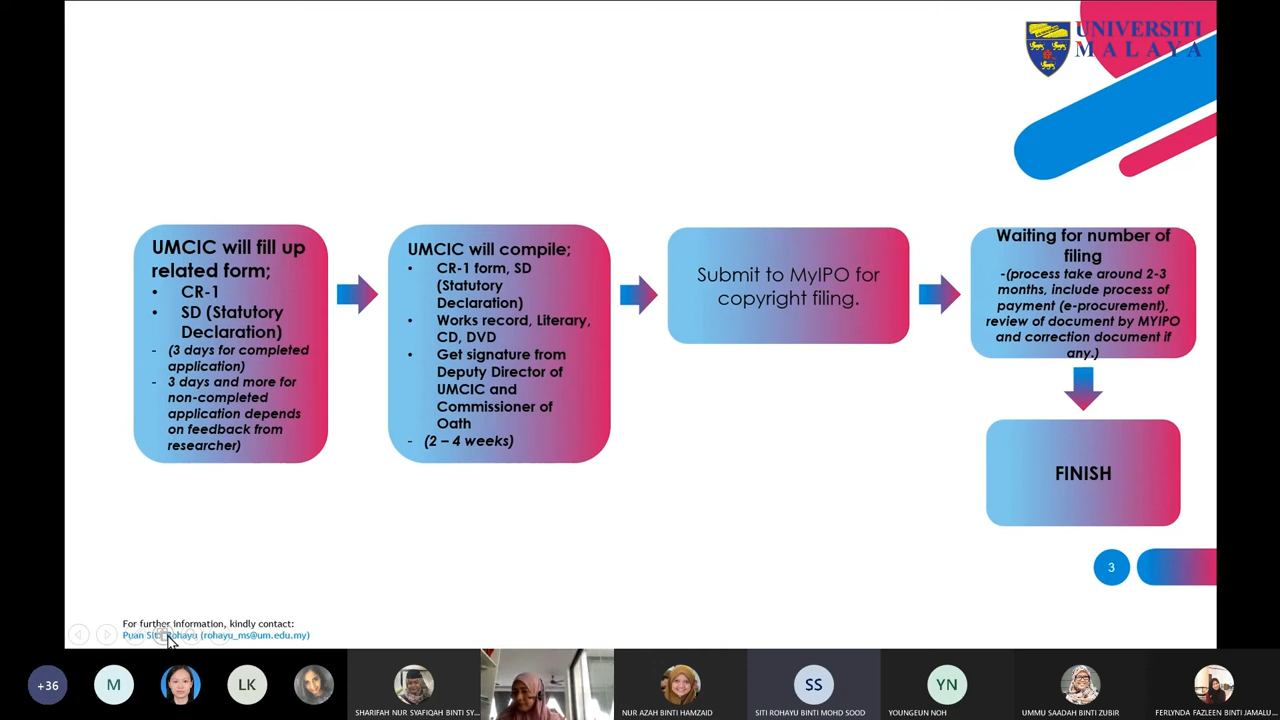 UNIVERSITI
MALAYA
UMCIC will fill up
related form;
• CR-1
• SD (Statutory
Declaration)
- (3 days for completed
application)
- 3 days and more for
non-completed
application depends
on feedback from
researcher)
UMCIC will compile;
• CR-1 form, SD
(Statutory
Declaration)
• Works record, Literary,
CD, DVD
• Get signature from
Deputy Director of
UMCIC and
Commissioner of
Oath
- (2 – 4 weeks)
Submit to MyIPO for
copyright filing.
Waiting for number of
filing
-(process take around 2-3
months, include process of
payment (e-procurement),
review of document by MYIPO
and correction document if
any.)
FINISH
3
For further information, kindly contact:
Puan Siti Rohayu (rohayu_ms@um.edu.my)
+36
M
LK
SHARIFAH NUR SYAFIQAH BINTI SY...
NUR AZAH BINTI HAMZAID
SS
SITI ROHAYU BINTI MOHD SOOD
YN
YOUNGEUN NOH
UMMU SAADAH BINTI ZUBIR
FERLYNDA FAZLEEN BINTI JAMALU...